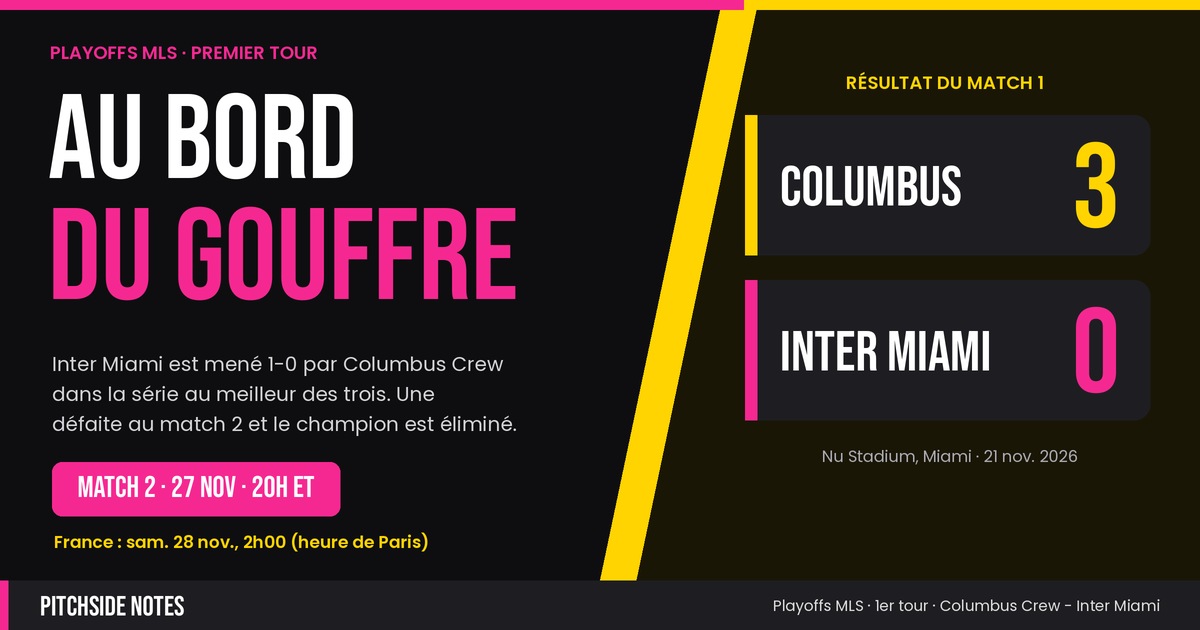 PLAYOFFS MLS · PREMIER TOUR
AU BORD
DU GOUFFRE
Inter Miami est mené 1-0 par Columbus Crew
dans la série au meilleur des trois. Une
défaite au match 2 et le champion est éliminé.
MATCH 2 · 27 NOV · 20H ET
France : sam. 28 nov., 2h00 (heure de Paris)
RÉSULTAT DU MATCH 1
COLUMBUS 3
INTER MIAMI 0
Nu Stadium, Miami · 21 nov. 2026
PITCHSIDE NOTES
Playoffs MLS · 1er tour · Columbus Crew - Inter Miami